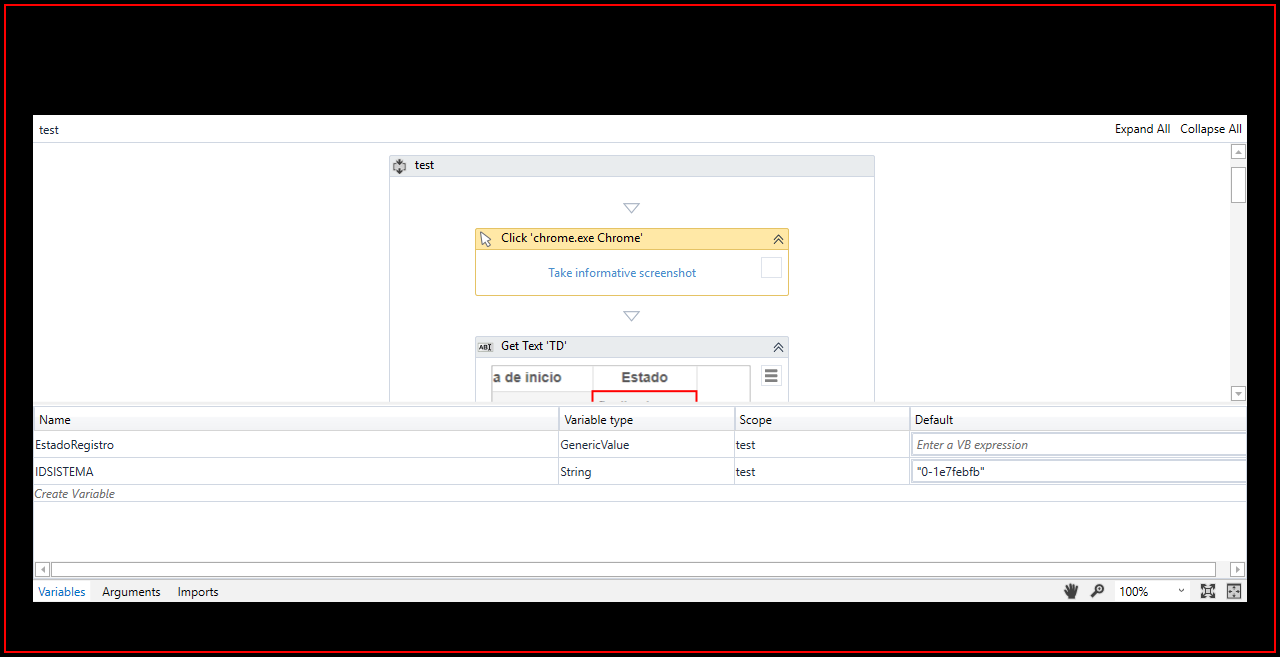 test Expand All Collapse All
test
Click 'chrome.exe Chrome'
Take informative screenshot
ABI Get Text 'TD'
a de inicio Estado
Name Variable type Scope Default
EstadoRegistro GenericValue test Enter a VB expression
IDSISTEMA String test "0-1e7febfb"
Create Variable
Variables Arguments Imports 100%